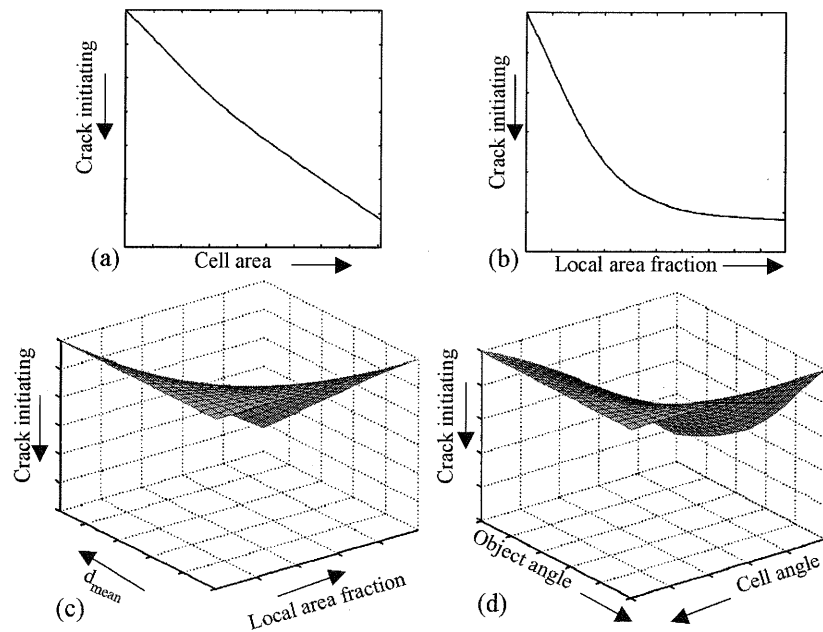 Crack initiating
(a)
Cell area
Crack initiating
(b)
Local area fraction
Crack initiating
d_mean
(c)
Local area fraction
Crack initiating
Object angle
(d)
Cell angle